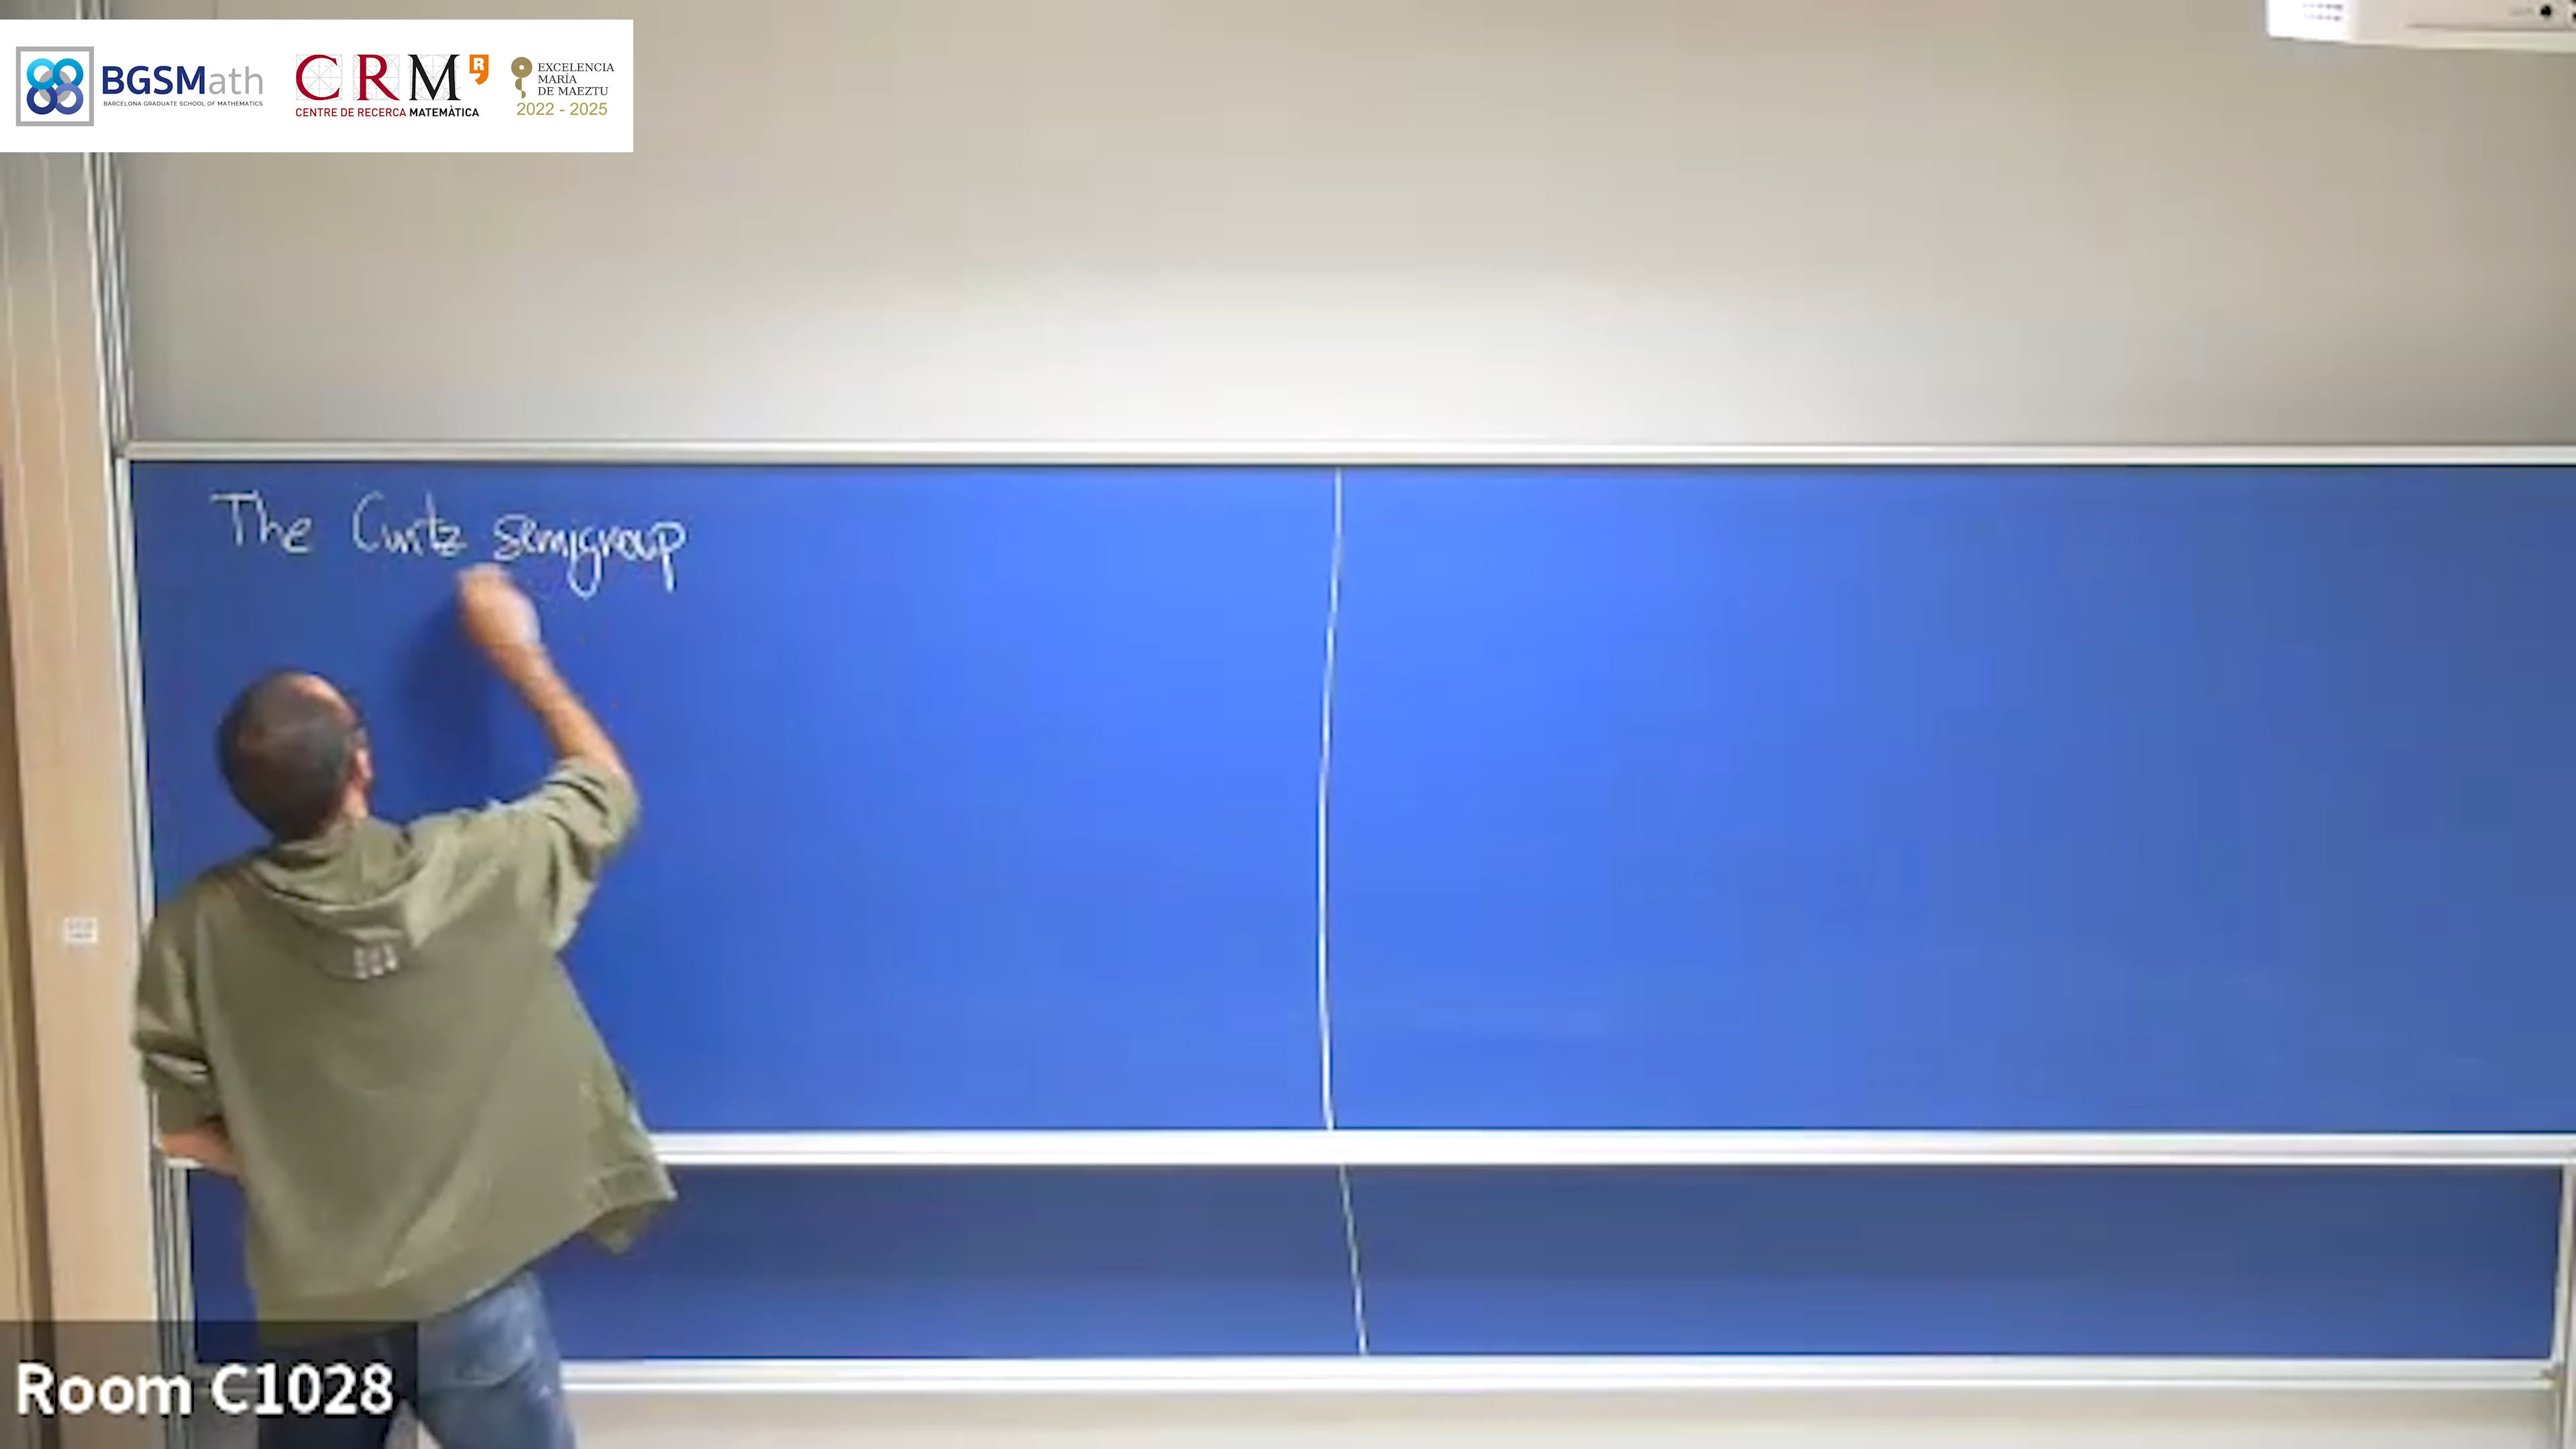 BGSMath
BARCELONA GRADUATE SCHOOL OF MATHEMATICS
CRMR
CENTRE DE RECERCA MATEMÀTICA
EXCELENCIA
MARÍA
DE MAEZTU
2022 - 2025
The Cuntz semigroup
Room C1028